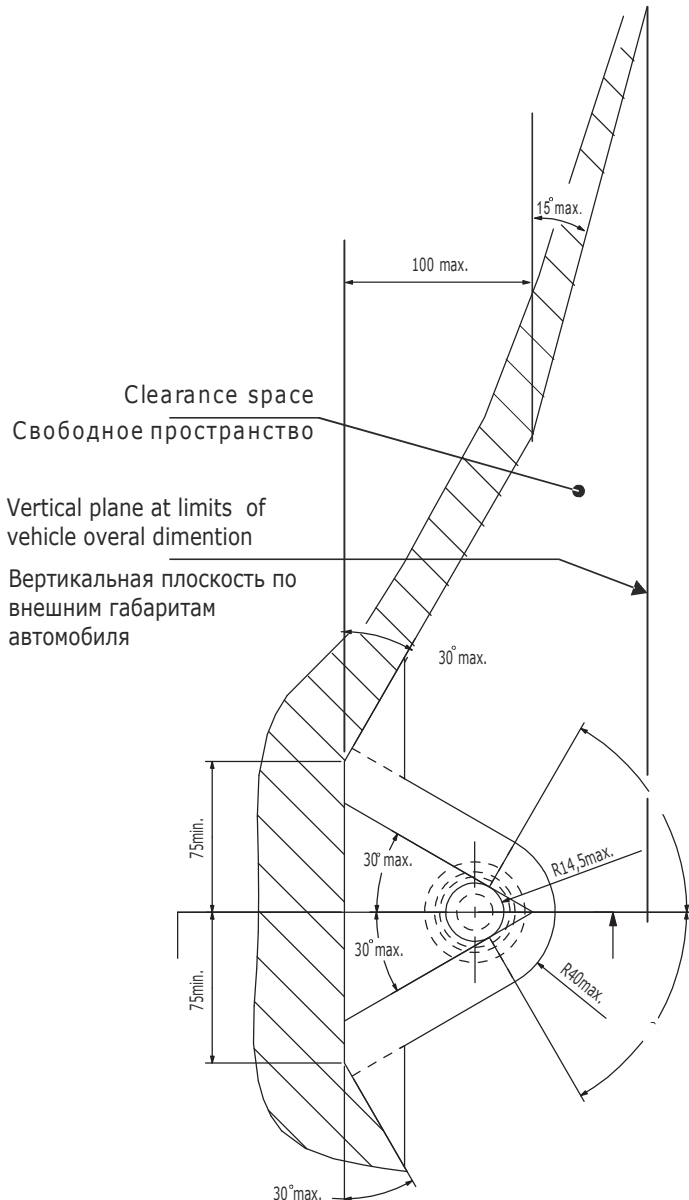 15°max.
100 max.
Clearance space
Свободное пространство
Vertical plane at limits of
vehicle overal dimention
Вертикальная плоскость по
внешним габаритам
автомобиля
30°max.
75min.
30°max.
R14,5max.
30°max.
75min.
R40max.
30°max.